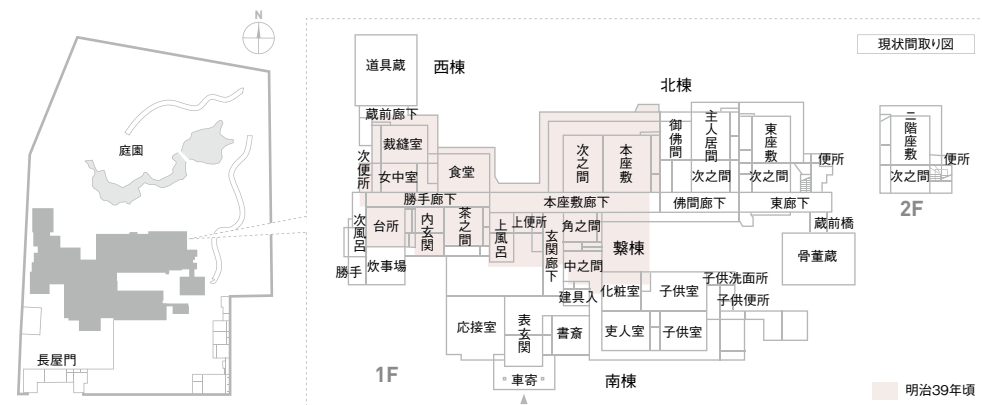 N
庭園
長屋門
現状間取り図
道具蔵
西棟
北棟
蔵前廊下
裁縫室
次便所
女中室
食堂
次之間
本座敷
御佛間
主人居間
次之間
東座敷
次之間
便所
二階座敷
次之間
便所
2F
勝手廊下
本座敷廊下
佛間廊下
東廊下
次風呂
台所
内玄関
茶之間
上風呂
上便所
玄関廊下
角之間
繋棟
蔵前橋
骨董蔵
勝手
炊事場
中之間
建具入
化粧室
子供室
子供洗面所
子供便所
応接室
表玄関
書斎
吏人室
子供室
1F
車寄
南棟
明治39年頃